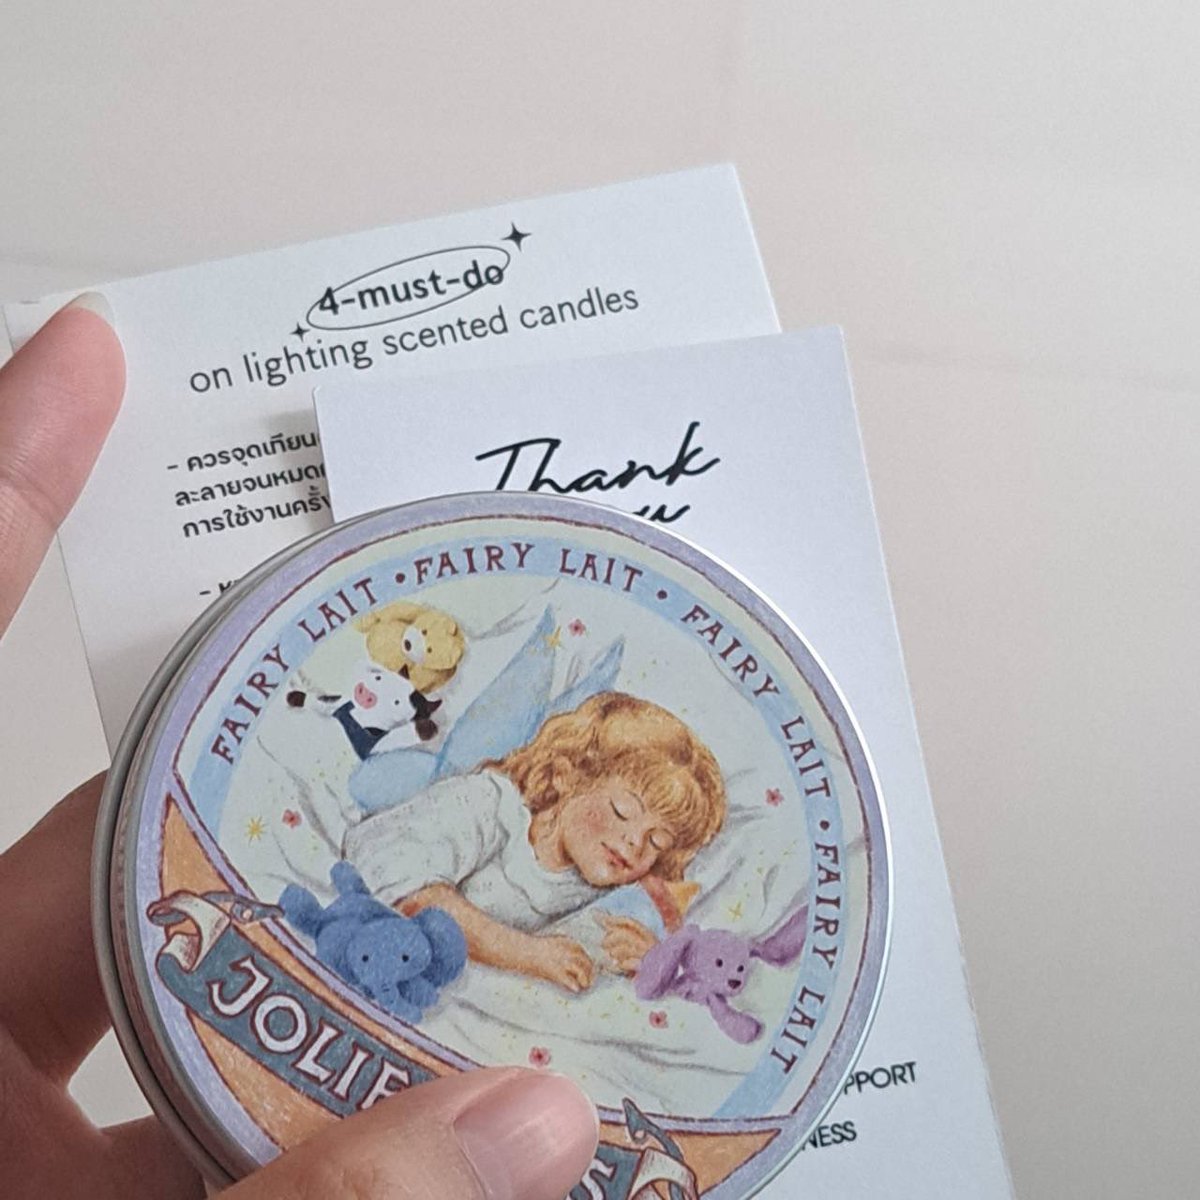 4-must-do
on lighting scented candles
- ควรจุดเทียน
ละลายจนหมด
การใช้งานครั้ง
Thank
FAIRY LAIT • FAIRY LAIT • FAIRY LAIT • FAIRY LAIT
JOLIE
PPORT
NESS